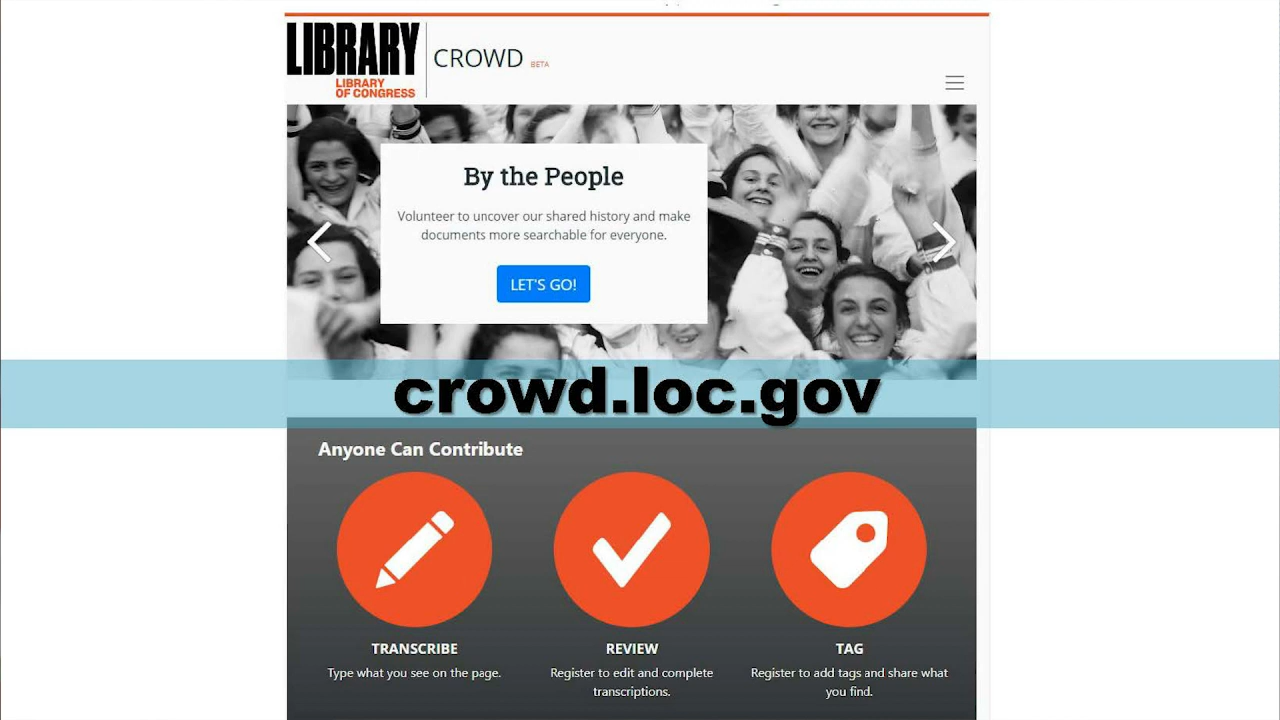 LIBRARY
LIBRARY
OF CONGRESS
CROWD BETA
By the People
Volunteer to uncover our shared history and make
documents more searchable for everyone.
LET'S GO!
crowd.loc.gov
Anyone Can Contribute
TRANSCRIBE
Type what you see on the page.
REVIEW
Register to edit and complete
transcriptions.
TAG
Register to add tags and share what
you find.